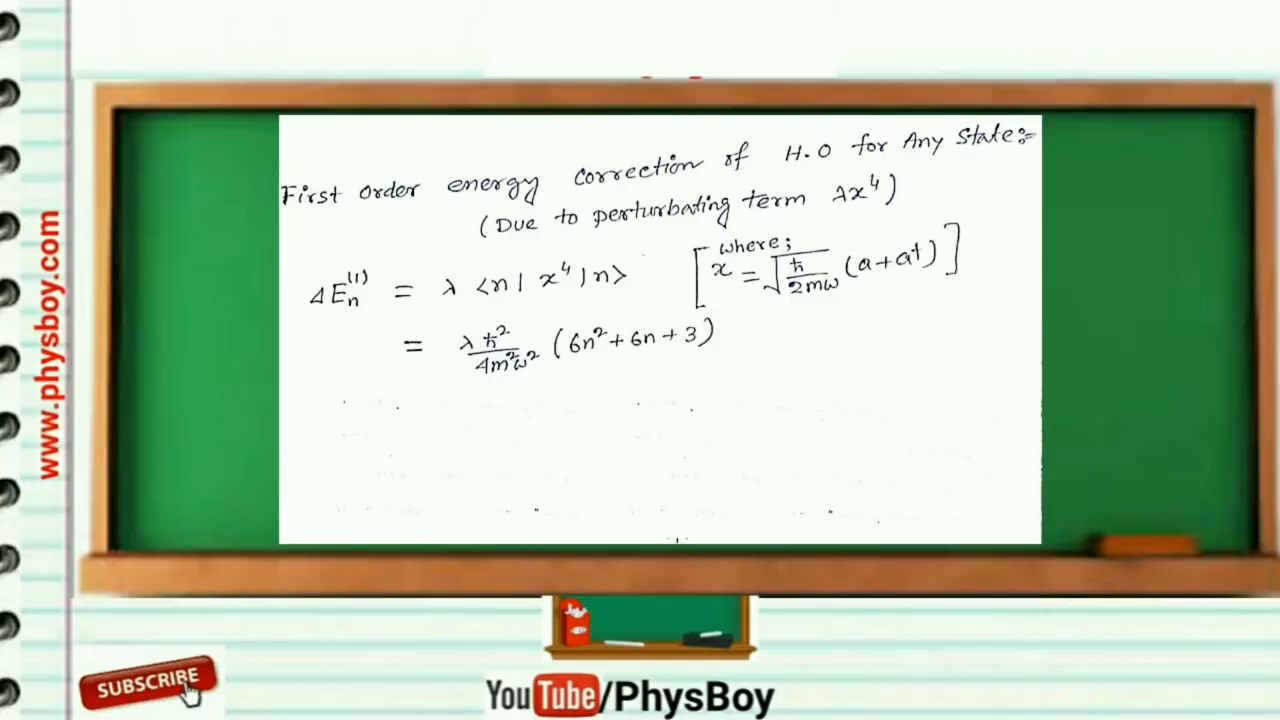 First order energy correction of H.O for Any State:-
(Due to perturbating term λx⁴)
ΔEₙ⁽¹⁾ = λ <n| x⁴ |n> [where; x = √(ħ/2mω) (a+a†)]
= λħ²/4m²ω² (6n²+6n+3)
www.physboy.com
SUBSCRIBE
YouTube/PhysBoy